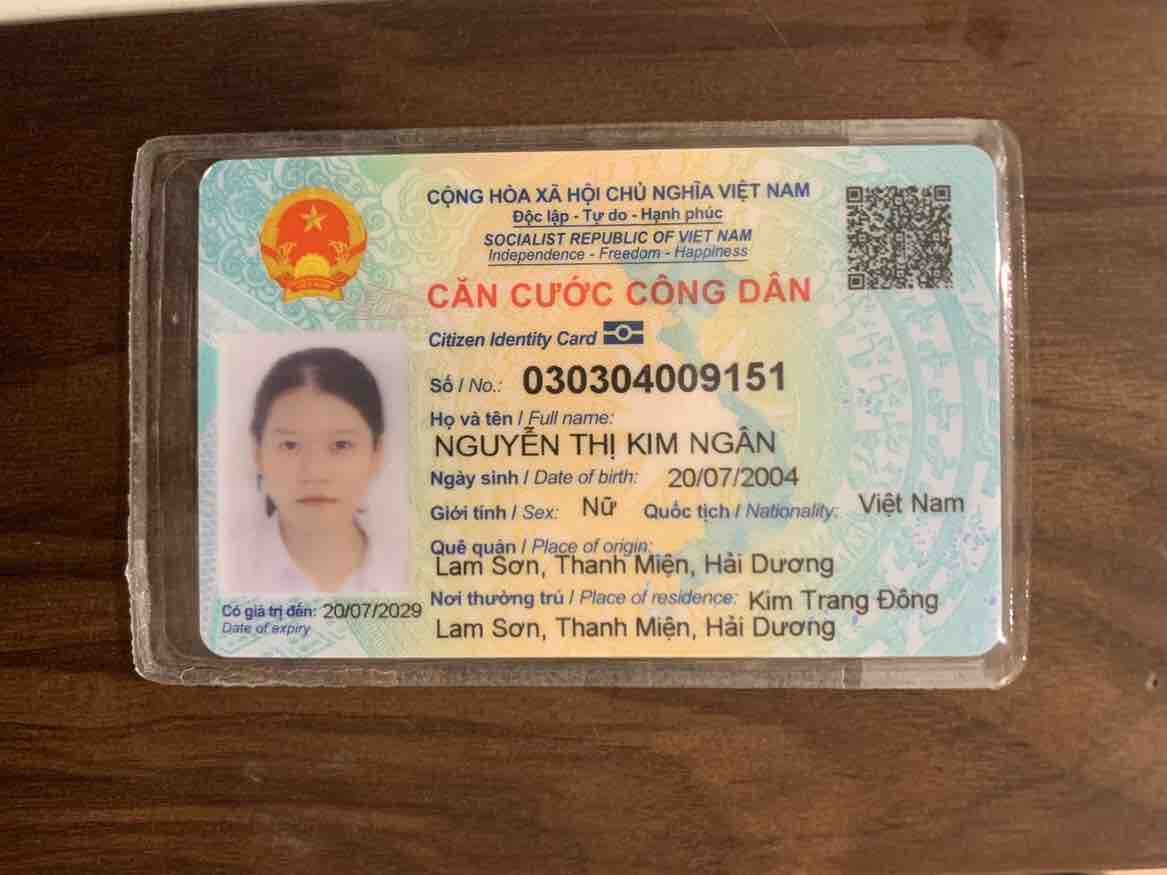 CỘNG HÒA XÃ HỘI CHỦ NGHĨA VIỆT NAM
Độc lập - Tự do - Hạnh phúc
SOCIALIST REPUBLIC OF VIET NAM
Independence - Freedom - Happiness
CĂN CƯỚC CÔNG DÂN
Citizen Identity Card
Số / No.: 030304009151
Họ và tên / Full name:
NGUYỄN THỊ KIM NGÂN
Ngày sinh / Date of birth: 20/07/2004
Giới tính / Sex: Nữ Quốc tịch / Nationality: Việt Nam
Quê quán / Place of origin:
Lam Sơn, Thanh Miện, Hải Dương
Nơi thường trú / Place of residence: Kim Trang Đông
Lam Sơn, Thanh Miện, Hải Dương
Có giá trị đến: 20/07/2029
Date of expiry